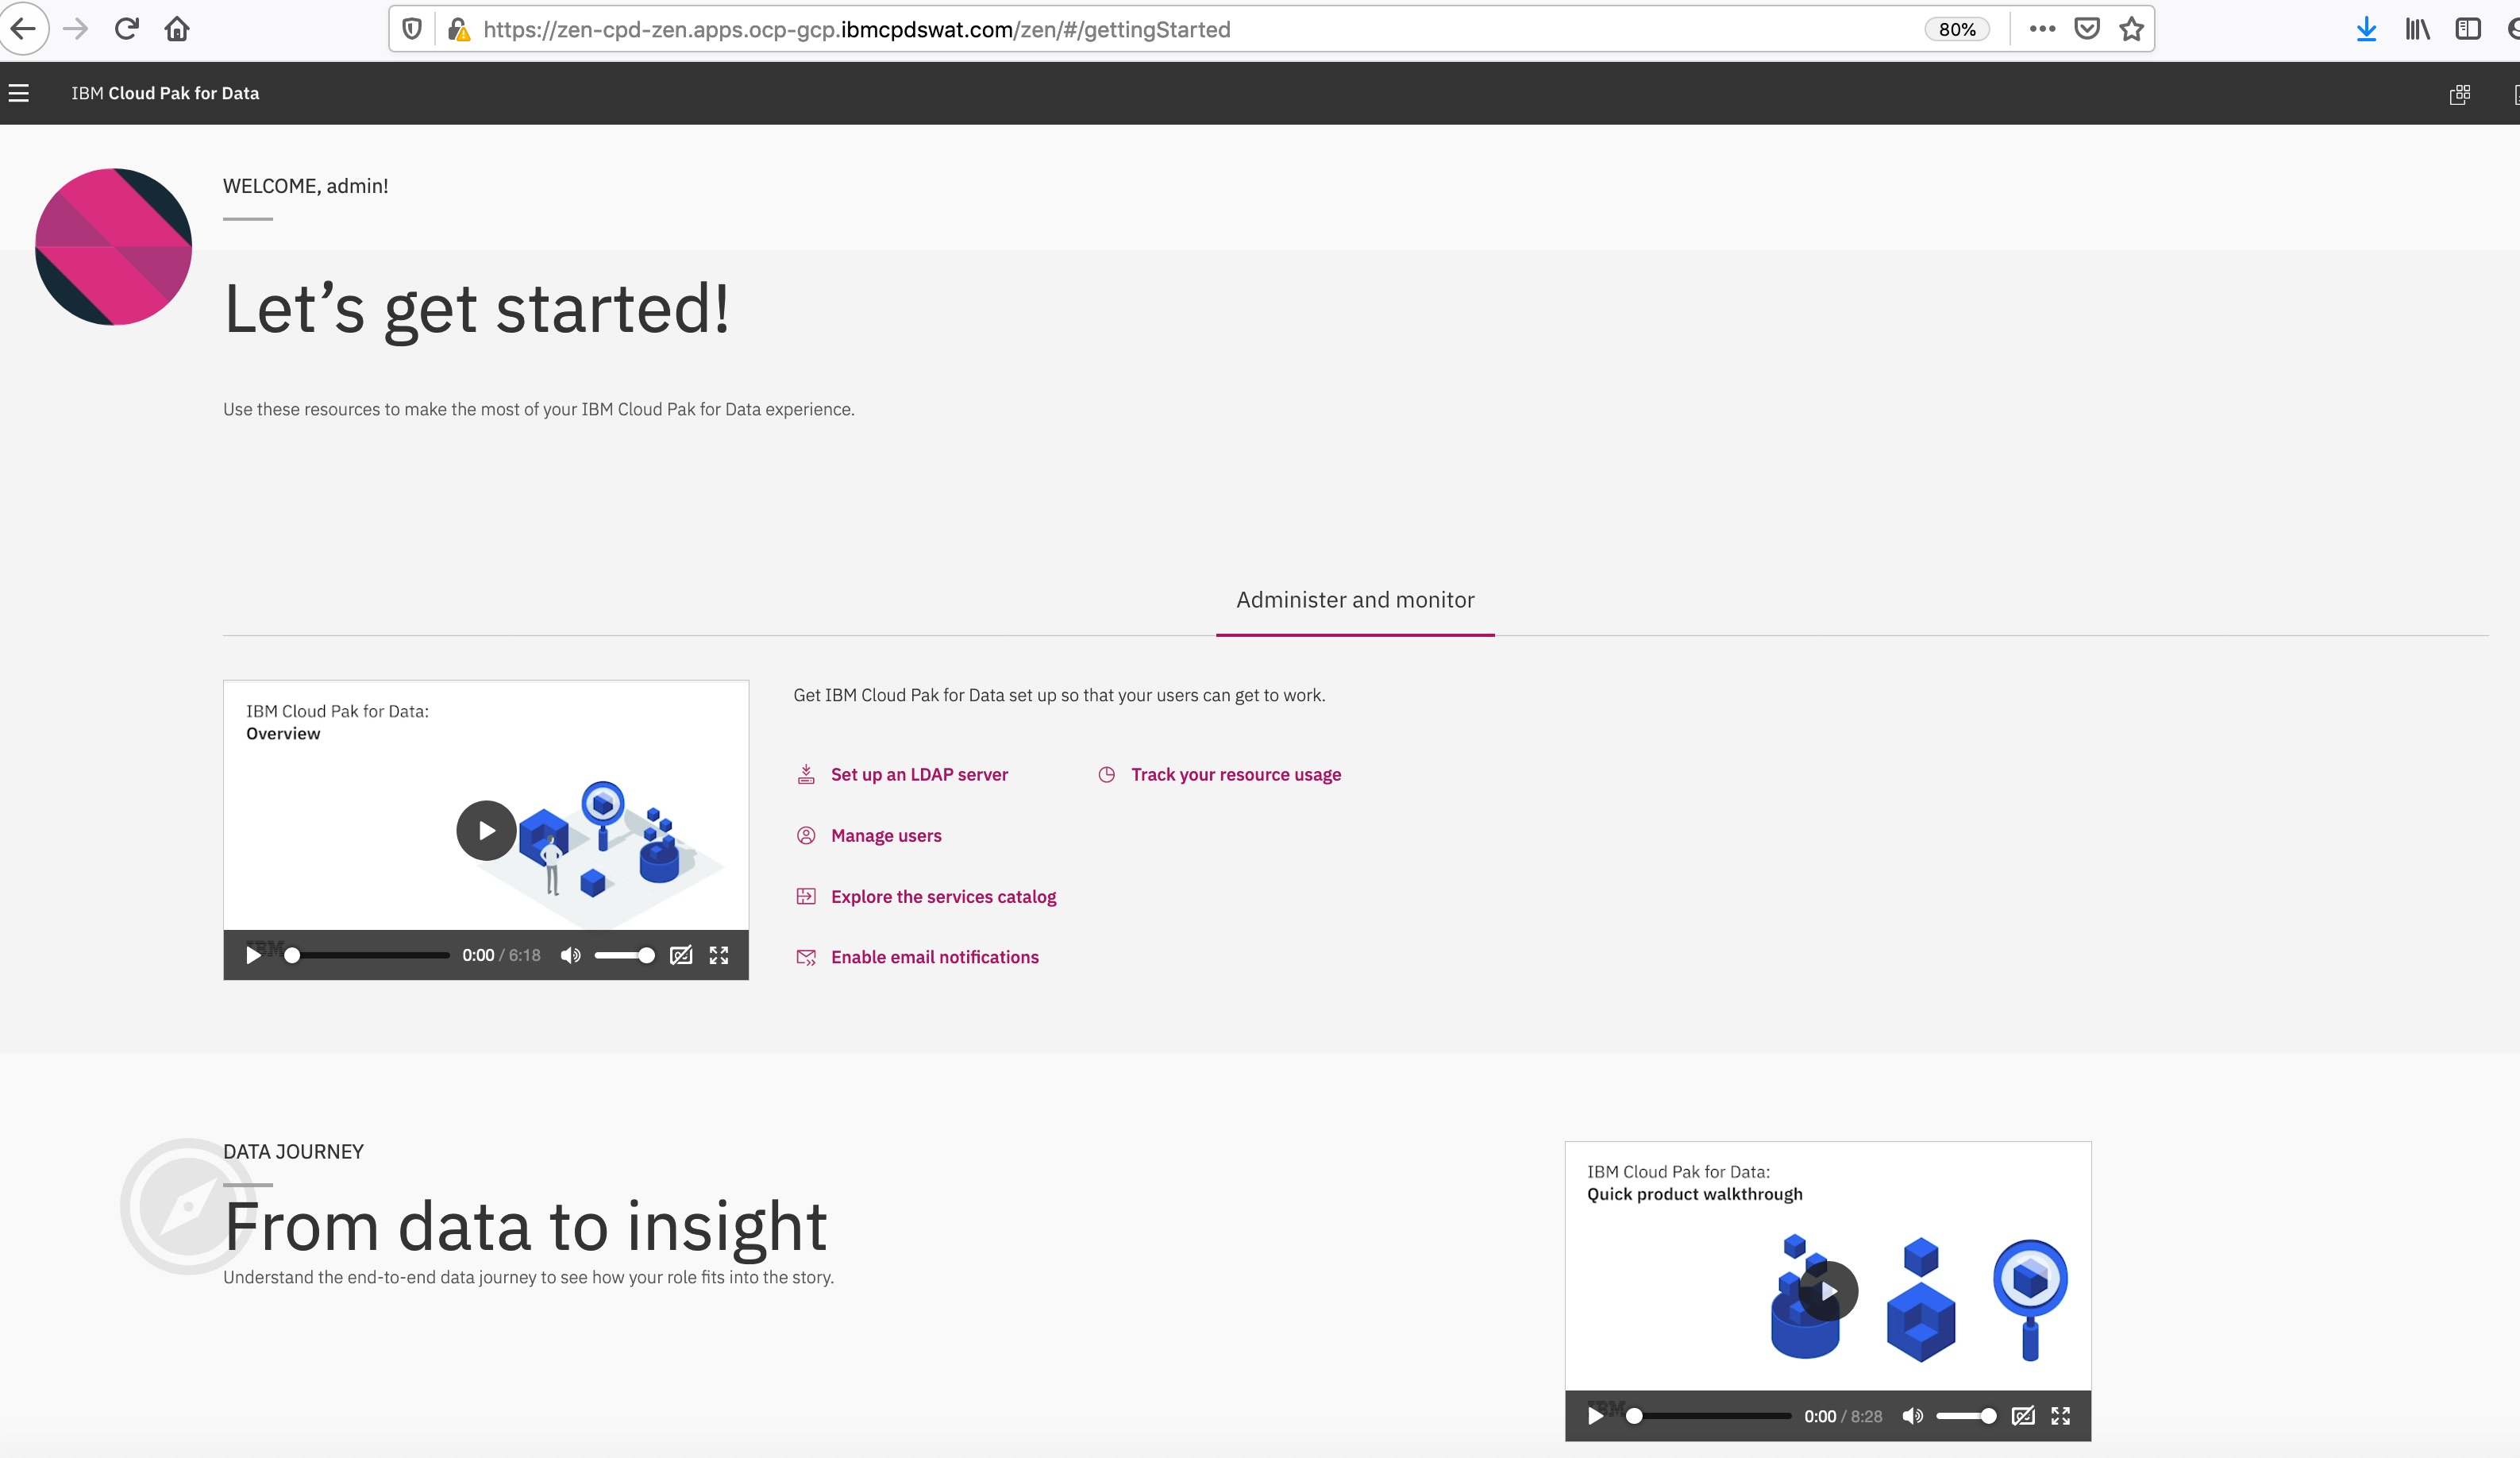 https://zen-cpd-zen.apps.ocp-gcp.ibmcpdswat.com/zen/#/gettingStarted
80%
IBM Cloud Pak for Data
WELCOME, admin!
Let’s get started!
Use these resources to make the most of your IBM Cloud Pak for Data experience.
Administer and monitor
IBM Cloud Pak for Data:
Overview
0:00 / 6:18
Get IBM Cloud Pak for Data set up so that your users can get to work.
Set up an LDAP server
Track your resource usage
Manage users
Explore the services catalog
Enable email notifications
DATA JOURNEY
From data to insight
Understand the end-to-end data journey to see how your role fits into the story.
IBM Cloud Pak for Data:
Quick product walkthrough
IBM
0:00 / 8:28